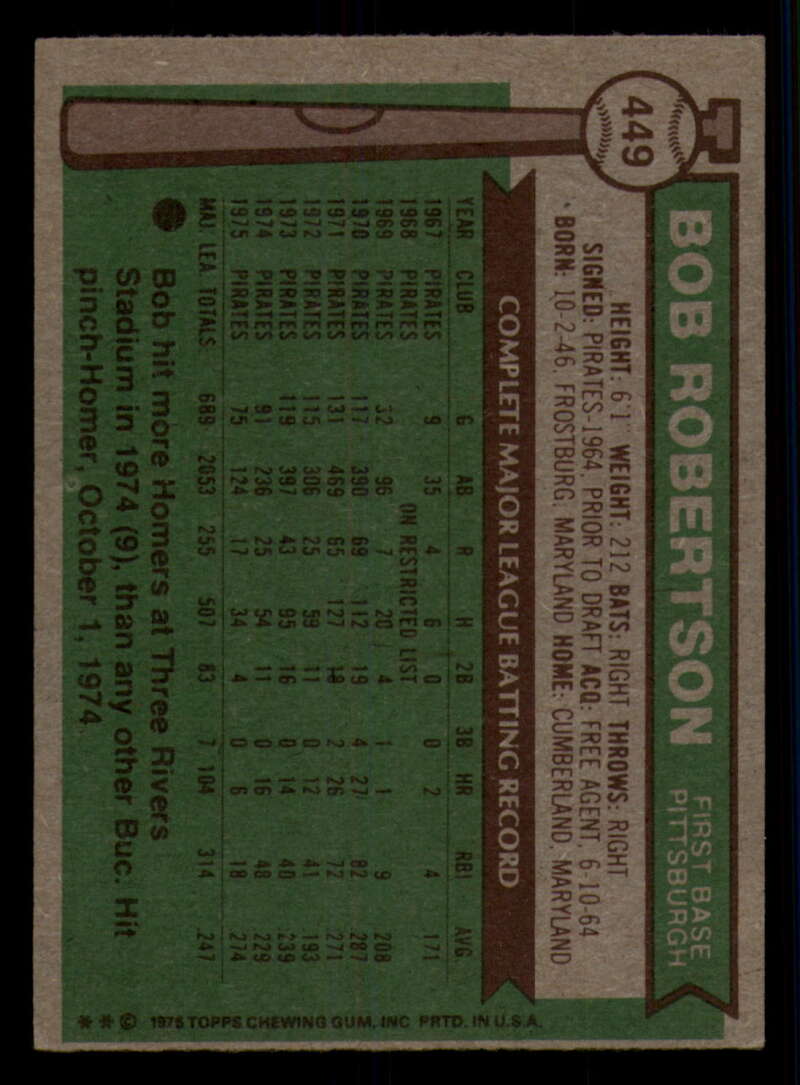 449
BOB ROBERTSON
FIRST BASE
PITTSBURGH
HEIGHT: 6'1 WEIGHT: 212 BATS: RIGHT THROWS: RIGHT
SIGNED: PIRATES-1964, PRIOR TO DRAFT ACQ: FREE AGENT, 6-10-64
BORN: 10-2-46, FROSTBURG, MARYLAND HOME: CUMBERLAND, MARYLAND
COMPLETE MAJOR LEAGUE BATTING RECORD
YEAR CLUB G AB R H 2B 3B HR RBI AVG.
1967 PIRATES 9 35 4 6 0 0 2 4 171
1968 PIRATES ON RESTRICTED LIST
1969 PIRATES 32 96 7 20 4 1 1 9 208
1970 PIRATES 117 390 69 112 19 4 27 82 287
1971 PIRATES 131 469 65 127 18 2 26 72 271
1972 PIRATES 115 306 25 59 11 0 12 41 193
1973 PIRATES 119 397 43 95 16 0 14 40 239
1974 PIRATES 91 236 25 54 11 0 16 48 229
1975 PIRATES 75 124 17 34 4 0 6 18 274
MAJ. LEA. TOTALS 689 2053 255 507 83 7 104 314 247
Bob hit more Homers at Three Rivers
Stadium in 1974 (9), than any other Buc. Hit
pinch-Homer, October 1, 1974.
* * © 1976 TOPPS CHEWING GUM, INC PRTD. IN U.S.A.